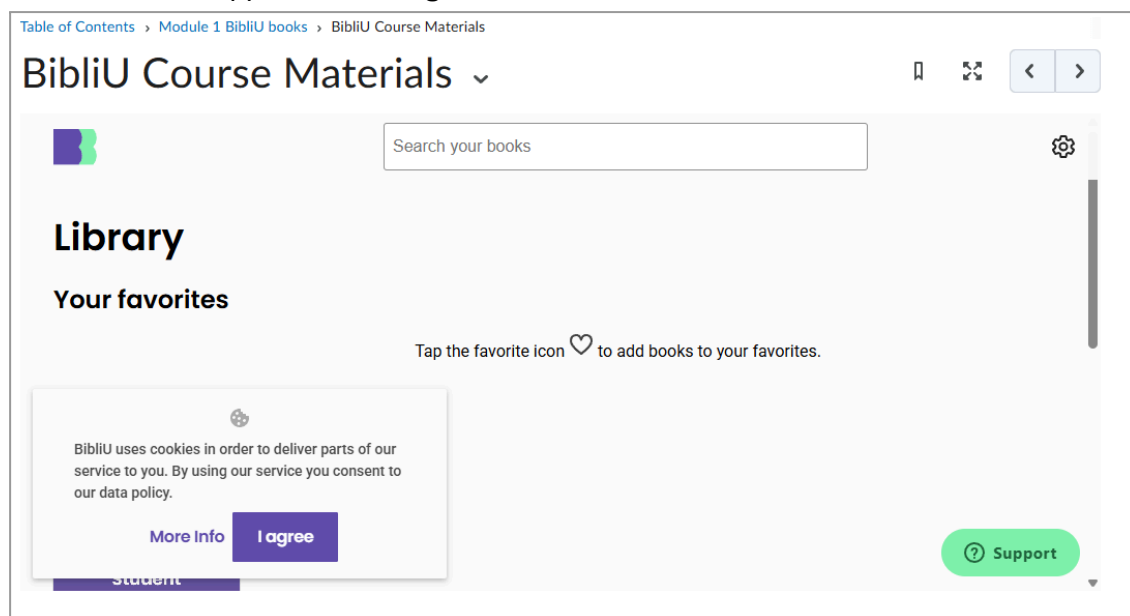 Table of Contents › Module 1 BibliU books › BibliU Course Materials
BibliU Course Materials
Search your books
Library
Your favorites
Tap the favorite icon to add books to your favorites.
BibliU uses cookies in order to deliver parts of our
service to you. By using our service you consent to
our data policy.
More Info I agree
Support
Student